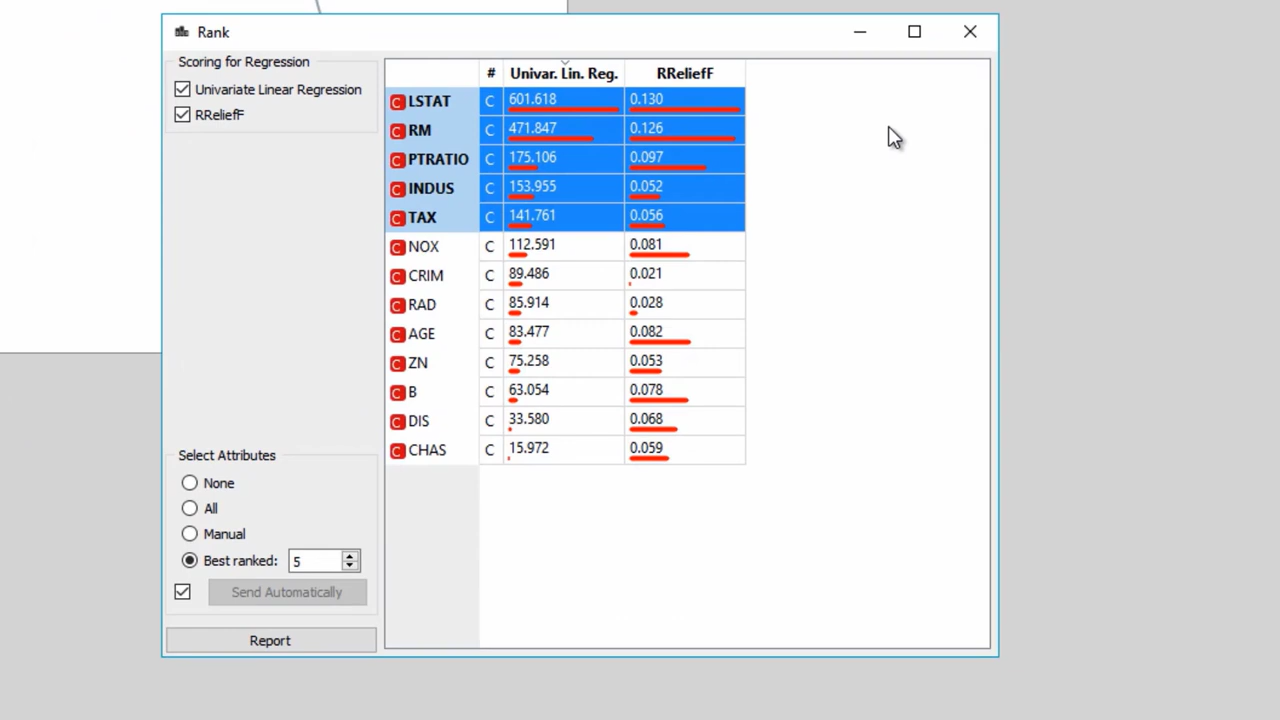 Rank
Scoring for Regression
Univariate Linear Regression
RReliefF
# Univar. Lin. Reg. RReliefF
C LSTAT C 601.618 0.130
C RM C 471.847 0.126
C PTRATIO C 175.106 0.097
C INDUS C 153.955 0.052
C TAX C 141.761 0.056
C NOX C 112.591 0.081
C CRIM C 89.486 0.021
C RAD C 85.914 0.028
C AGE C 83.477 0.082
C ZN C 75.258 0.053
C B C 63.054 0.078
C DIS C 33.580 0.068
C CHAS C 15.972 0.059
Select Attributes
None
All
Manual
Best ranked: 5
Send Automatically
Report